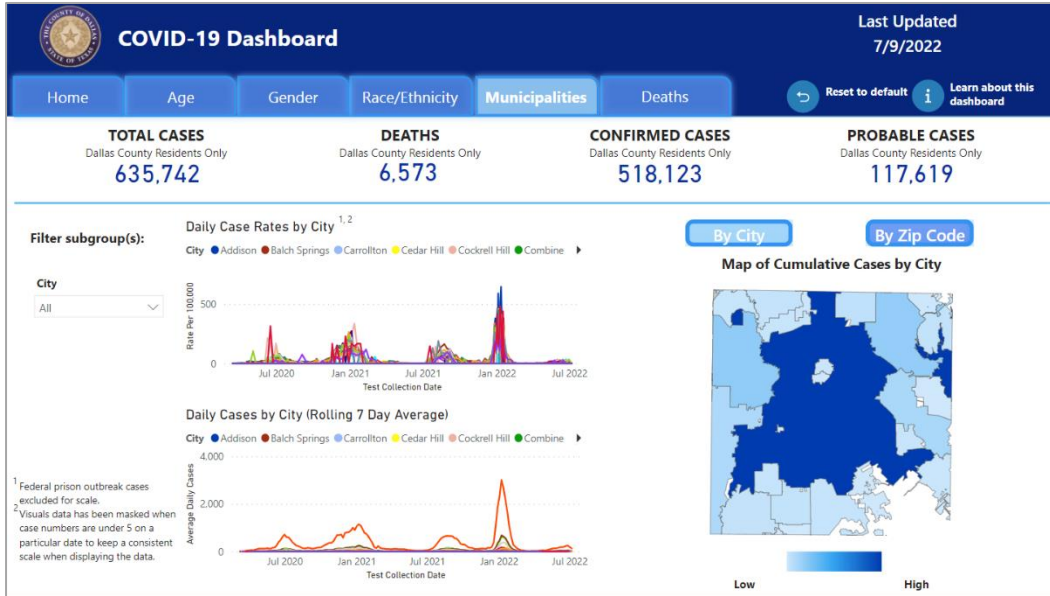 THE COUNTY OF DALLAS
STATE OF TEXAS
COVID-19 Dashboard
Last Updated
7/9/2022
Home
Age
Gender
Race/Ethnicity
Municipalities
Deaths
Reset to default
i
Learn about this
dashboard
TOTAL CASES
Dallas County Residents Only
635,742
DEATHS
Dallas County Residents Only
6,573
CONFIRMED CASES
Dallas County Residents Only
518,123
PROBABLE CASES
Dallas County Residents Only
117,619
Filter subgroup(s):
City
All
1 Federal prison outbreak cases
excluded for scale.
2 Visuals data has been masked when
case numbers are under 5 on a
particular date to keep a consistent
scale when displaying the data.
Daily Case Rates by City 1, 2
City Addison Balch Springs Carrollton Cedar Hill Cockrell Hill Combine
Rate Per 100,000
500
0
Jul 2020 Jan 2021 Jul 2021 Jan 2022 Jul 2022
Test Collection Date
Daily Cases by City (Rolling 7 Day Average)
City Addison Balch Springs Carrollton Cedar Hill Cockrell Hill Combine
Average Daily Cases
4,000
2,000
0
Jul 2020 Jan 2021 Jul 2021 Jan 2022 Jul 2022
Test Collection Date
By City
By Zip Code
Map of Cumulative Cases by City
Low High